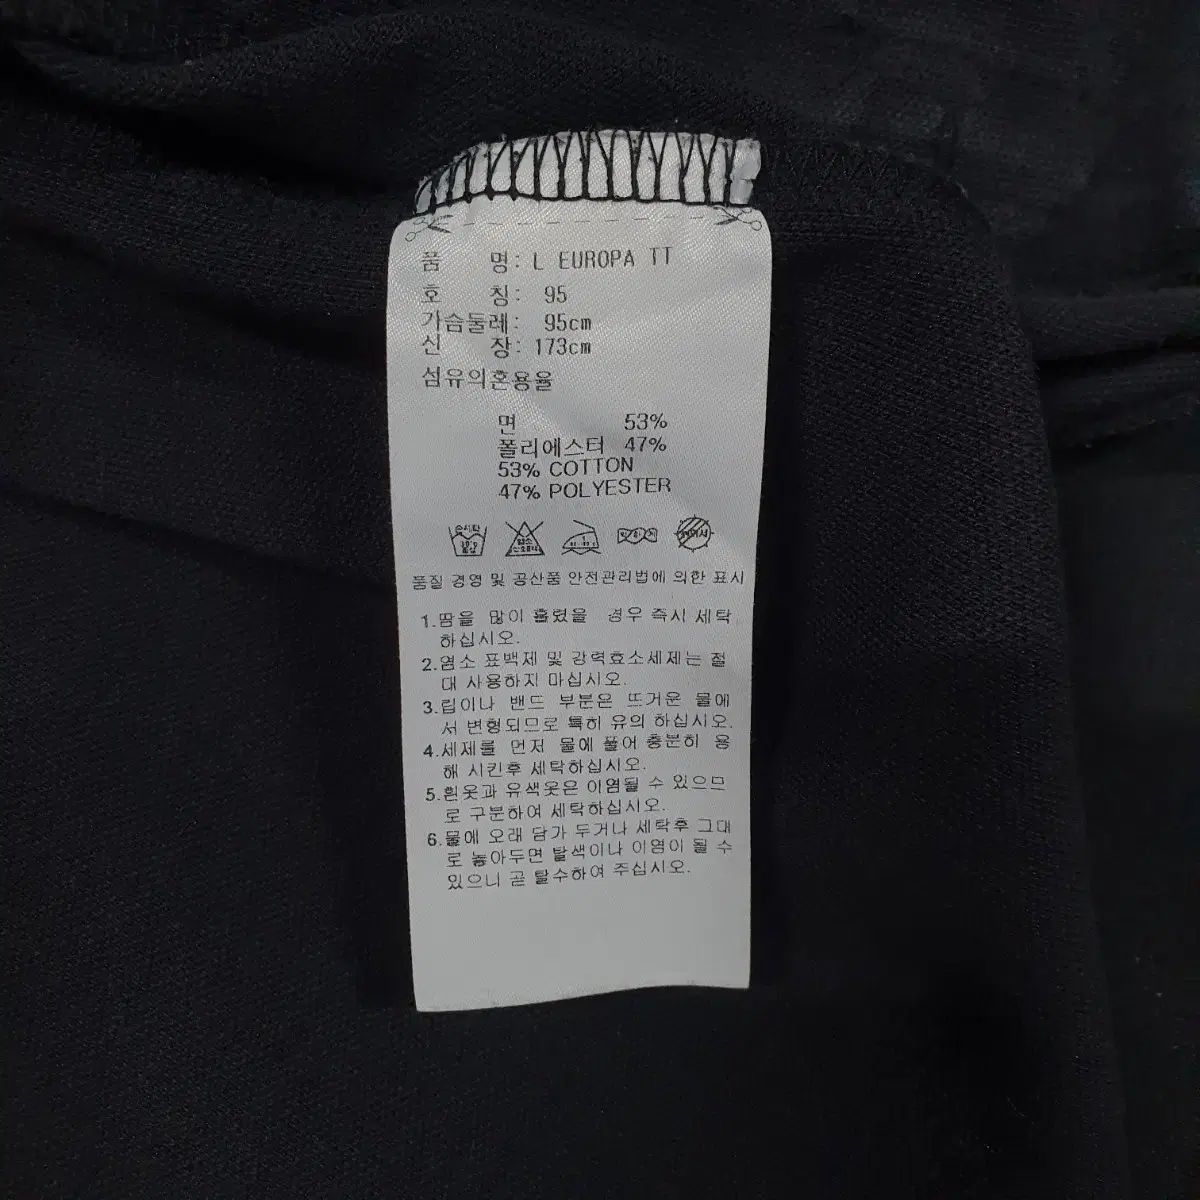 품 명: L EUROPA TT
호 칭: 95
가슴둘레: 95cm
신 장: 173cm
섬유의혼용율
면 53%
폴리에스터 47%
53% COTTON
47% POLYESTER
품질 경영 및 공산품 안전관리법에 의한 표시
1.땀을 많이 흘렸을 경우 즉시 세탁
하십시오.
2.염소 표백제 및 강력효소세제는 절
대 사용하지 마십시오.
3.립이나 밴드 부분은 뜨거운 물에
서 변형되므로 특히 유의 하십시오.
4.세제를 먼저 물에 풀어 충분히 용
해 시킨후 세탁하십시오.
5.흰옷과 유색옷은 이염될 수 있으므
로 구분하여 세탁하십시오.
6.물에 오래 담가 두거나 세탁후 그대
로 놓아두면 탈색이나 이염이 될 수
있으니 곧 탈수하여 주십시오.